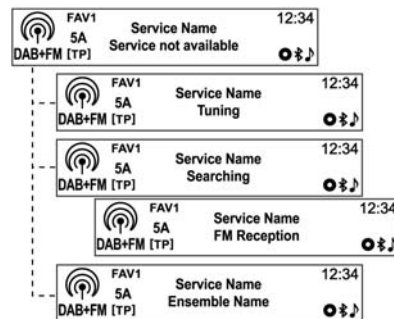 FAV1 Service Name 12:34
5A Service not available
DAB+FM [TP]
FAV1 Service Name 12:34
5A Tuning
DAB+FM [TP]
FAV1 Service Name 12:34
5A Searching
DAB+FM [TP]
FAV1 Service Name 12:34
5A FM Reception
DAB+FM [TP]
FAV1 Service Name 12:34
5A Ensemble Name
DAB+FM [TP]